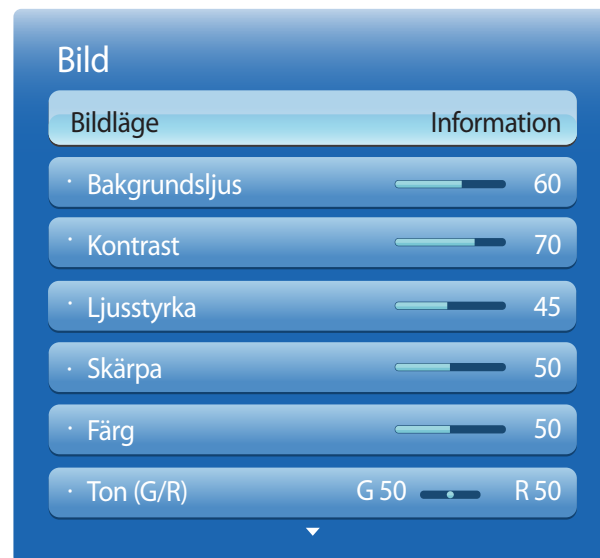 Bild
Bildläge Information
· Bakgrundsljus 60
· Kontrast 70
· Ljusstyrka 45
· Skärpa 50
· Färg 50
· Ton (G/R) G 50 R 50